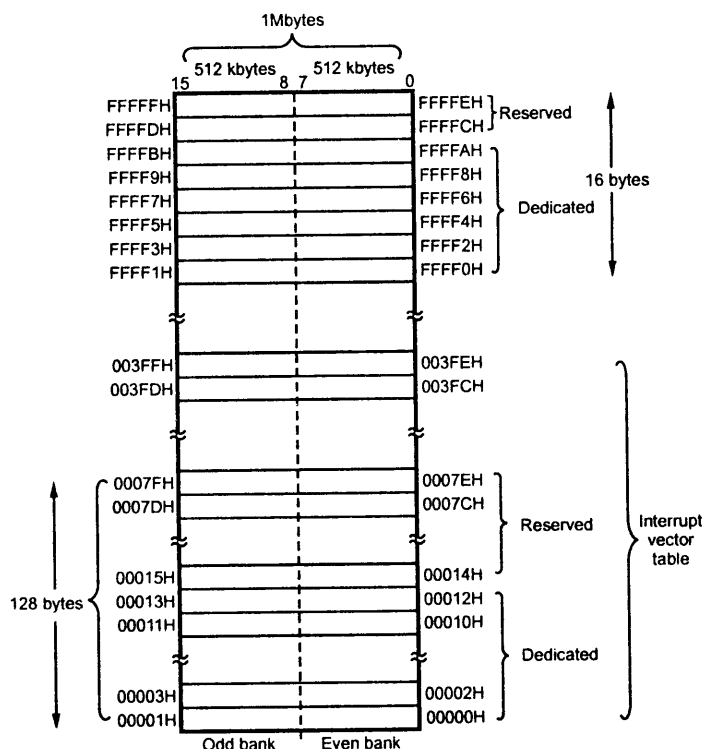 1Mbytes
512 kbytes 512 kbytes
15 8 7 0
FFFFFH FFFFEH
Reserved
FFFFDH FFFFCH
FFFFBH FFFFAH
FFFF9H FFFF8H
16 bytes
FFFF7H FFFF6H
Dedicated
FFFF5H FFFF4H
FFFF3H FFFF2H
FFFF1H FFFF0H
003FFH 003FEH
003FDH 003FCH
0007FH 0007EH
0007DH 0007CH
Reserved
Interrupt
vector
table
00015H 00014H
128 bytes
00013H 00012H
00011H 00010H
Dedicated
00003H 00002H
00001H 00000H
Odd bank Even bank